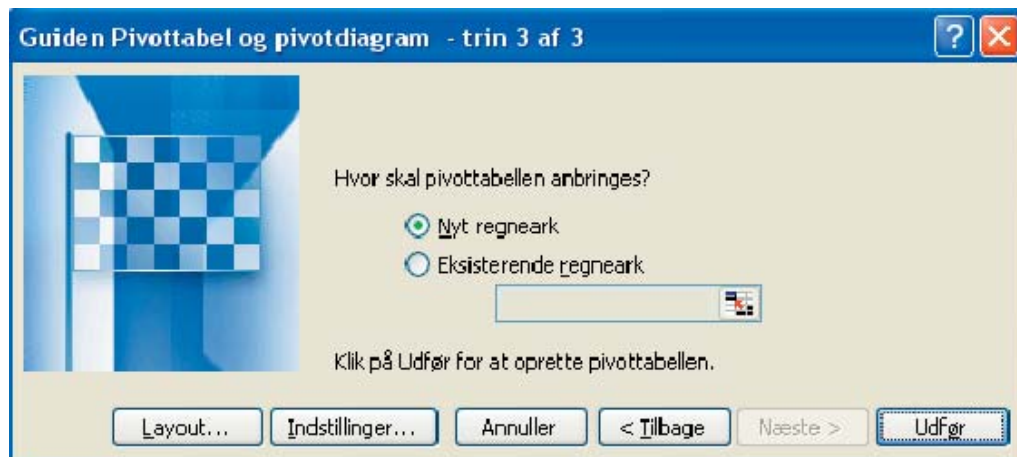 Guiden Pivottabel og pivotdiagram - trin 3 af 3
?
Hvor skal pivottabellen anbringes?
Nyt regneark
Eksisterende regneark
Klik på Udfør for at oprette pivottabellen.
Layout... Indstillinger... Annuller < Tilbage Næste > Udfør